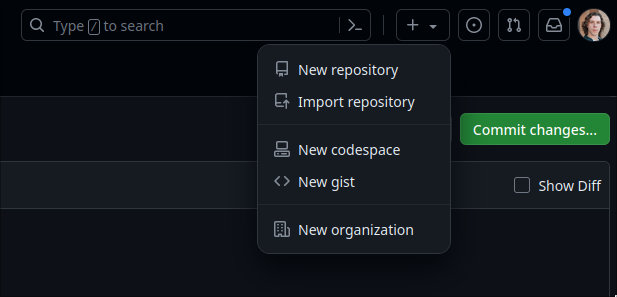 Type / to search
New repository
Import repository
Commit changes...
New codespace
New gist
Show Diff
New organization